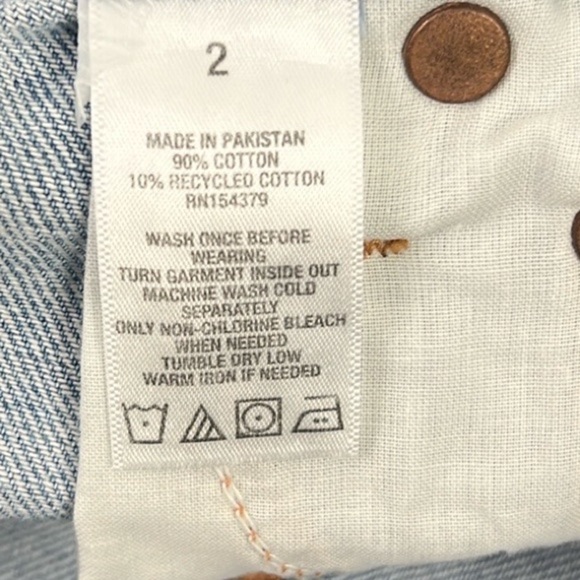 2
MADE IN PAKISTAN
90% COTTON
10% RECYCLED COTTON
RN154379
WASH ONCE BEFORE
WEARING
TURN GARMENT INSIDE OUT
MACHINE WASH COLD
SEPARATELY
ONLY NON-CHLORINE BLEACH
WHEN NEEDED
TUMBLE DRY LOW
WARM IRON IF NEEDED